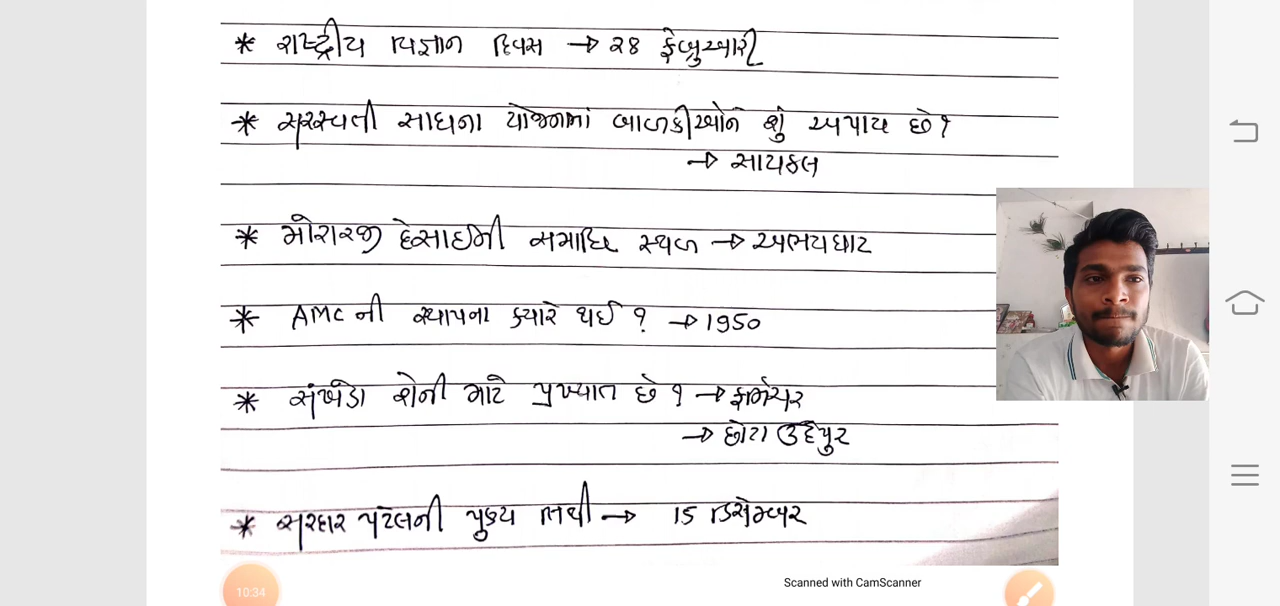 * રાષ્ટ્રીય વિજ્ઞાન દિવસ → ૨૪ ફેબ્રુઆરી
* સરસ્વતી સાધના યોજનામાં બાળકીઓને શું અપાય છે?
→ સાયકલ
* મોરારજી દેસાઈની સમાધિ સ્થળ → અભયઘાટ
* AMC ની સ્થાપના ક્યારે થઈ? → 1950
* સંખેડા શેની માટે પ્રખ્યાત છે? → ફર્નિચર
→ છોટા ઉદેપુર
* સરદાર પટેલની પુણ્ય તિથી → 15 ડિસેમ્બર
Scanned with CamScanner
10:34